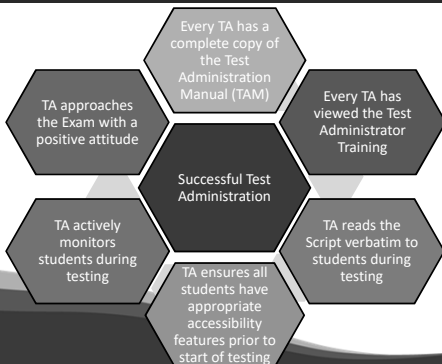 Every TA has a
complete copy of
the Test
Administration
Manual (TAM)
Every TA has
viewed the Test
Administrator
Training
TA reads the
Script verbatim to
students during
testing
TA ensures all
students have
appropriate
accessibility
features prior to
start of testing
TA actively
monitors
students during
testing
TA approaches
the Exam with a
positive attitude
Successful Test
Administration